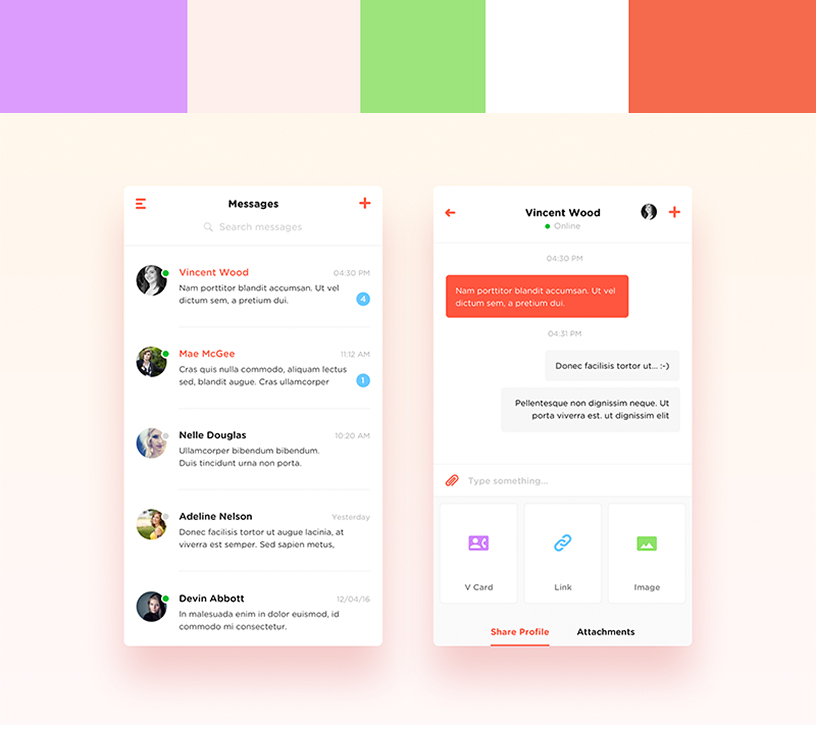 Messages
Search messages
Vincent Wood
04:30 PM
Nam porttitor blandit accumsan. Ut vel
dictum sem, a pretium dui.
4
Mae McGee
11:12 AM
Cras quis nulla commodo, aliquam lectus
sed, blandit augue. Cras ullamcorper
1
Nelle Douglas
10:20 AM
Ullamcorper bibendum bibendum.
Duis tincidunt urna non porta.
Adeline Nelson
Yesterday
Donec facilisis tortor ut augue lacinia, at
viverra est semper. Sed sapien metus,
Devin Abbott
12/04/16
In malesuada enim in dolor euismod, id
commodo mi consectetur.
Vincent Wood
Online
04:30 PM
Nam porttitor blandit accumsan. Ut vel
dictum sem, a pretium dui.
04:31 PM
Donec facilisis tortor ut... :-)
Pellentesque non dignissim neque. Ut
porta viverra est. ut dignissim elit
Type something...
V Card
Link
Image
Share Profile
Attachments